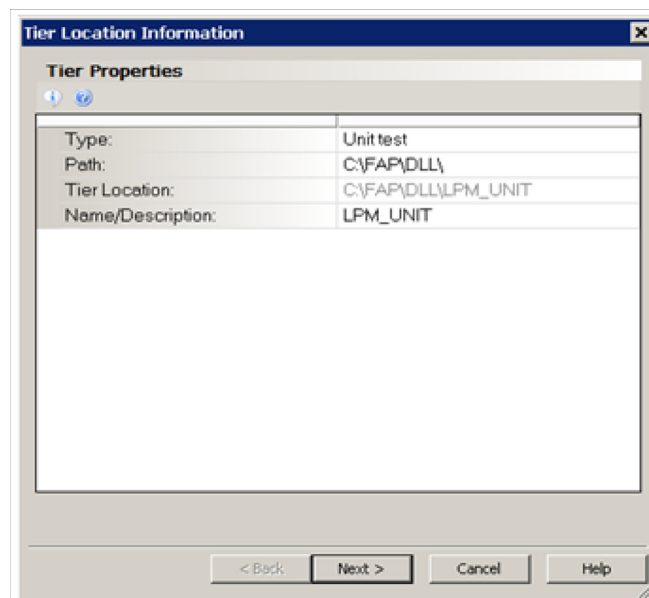 Tier Location Information
Tier Properties
Type: Unit test
Path: C:\FAP\DLL\
Tier Location: C:\FAP\DLL\LPM_UNIT
Name/Description: LPM_UNIT
< Back Next > Cancel Help